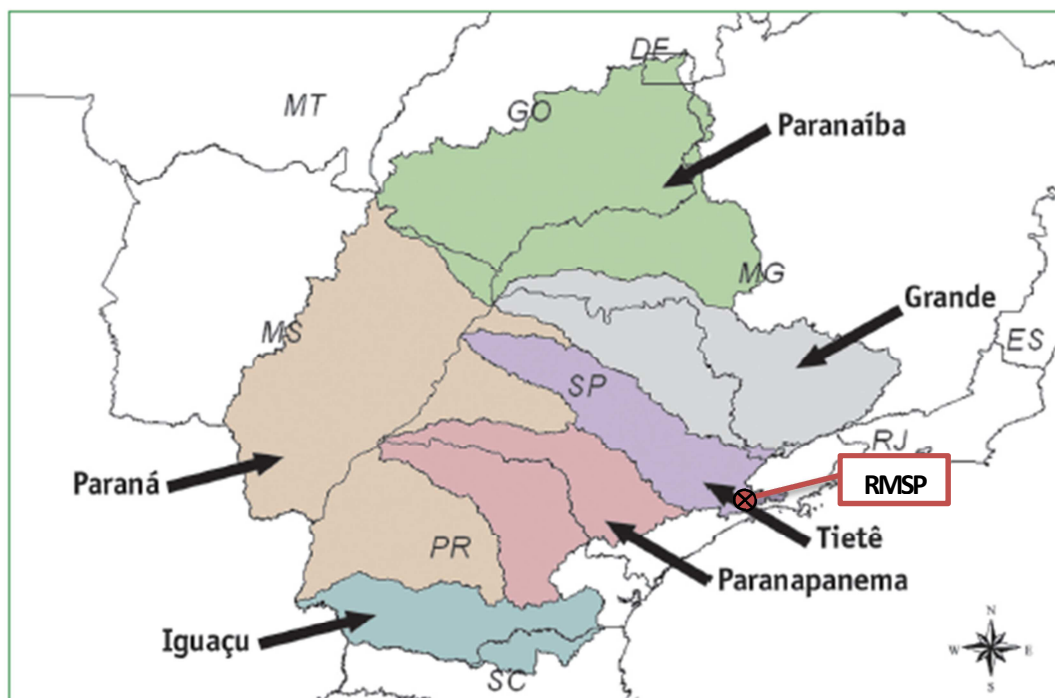 DF
MT
GO
Paranaíba
MG
Grande
MS
ES
SP
RJ
Paraná
RMSP
Tietê
PR
Paranapanema
Iguaçu
SC
N
W
E
S